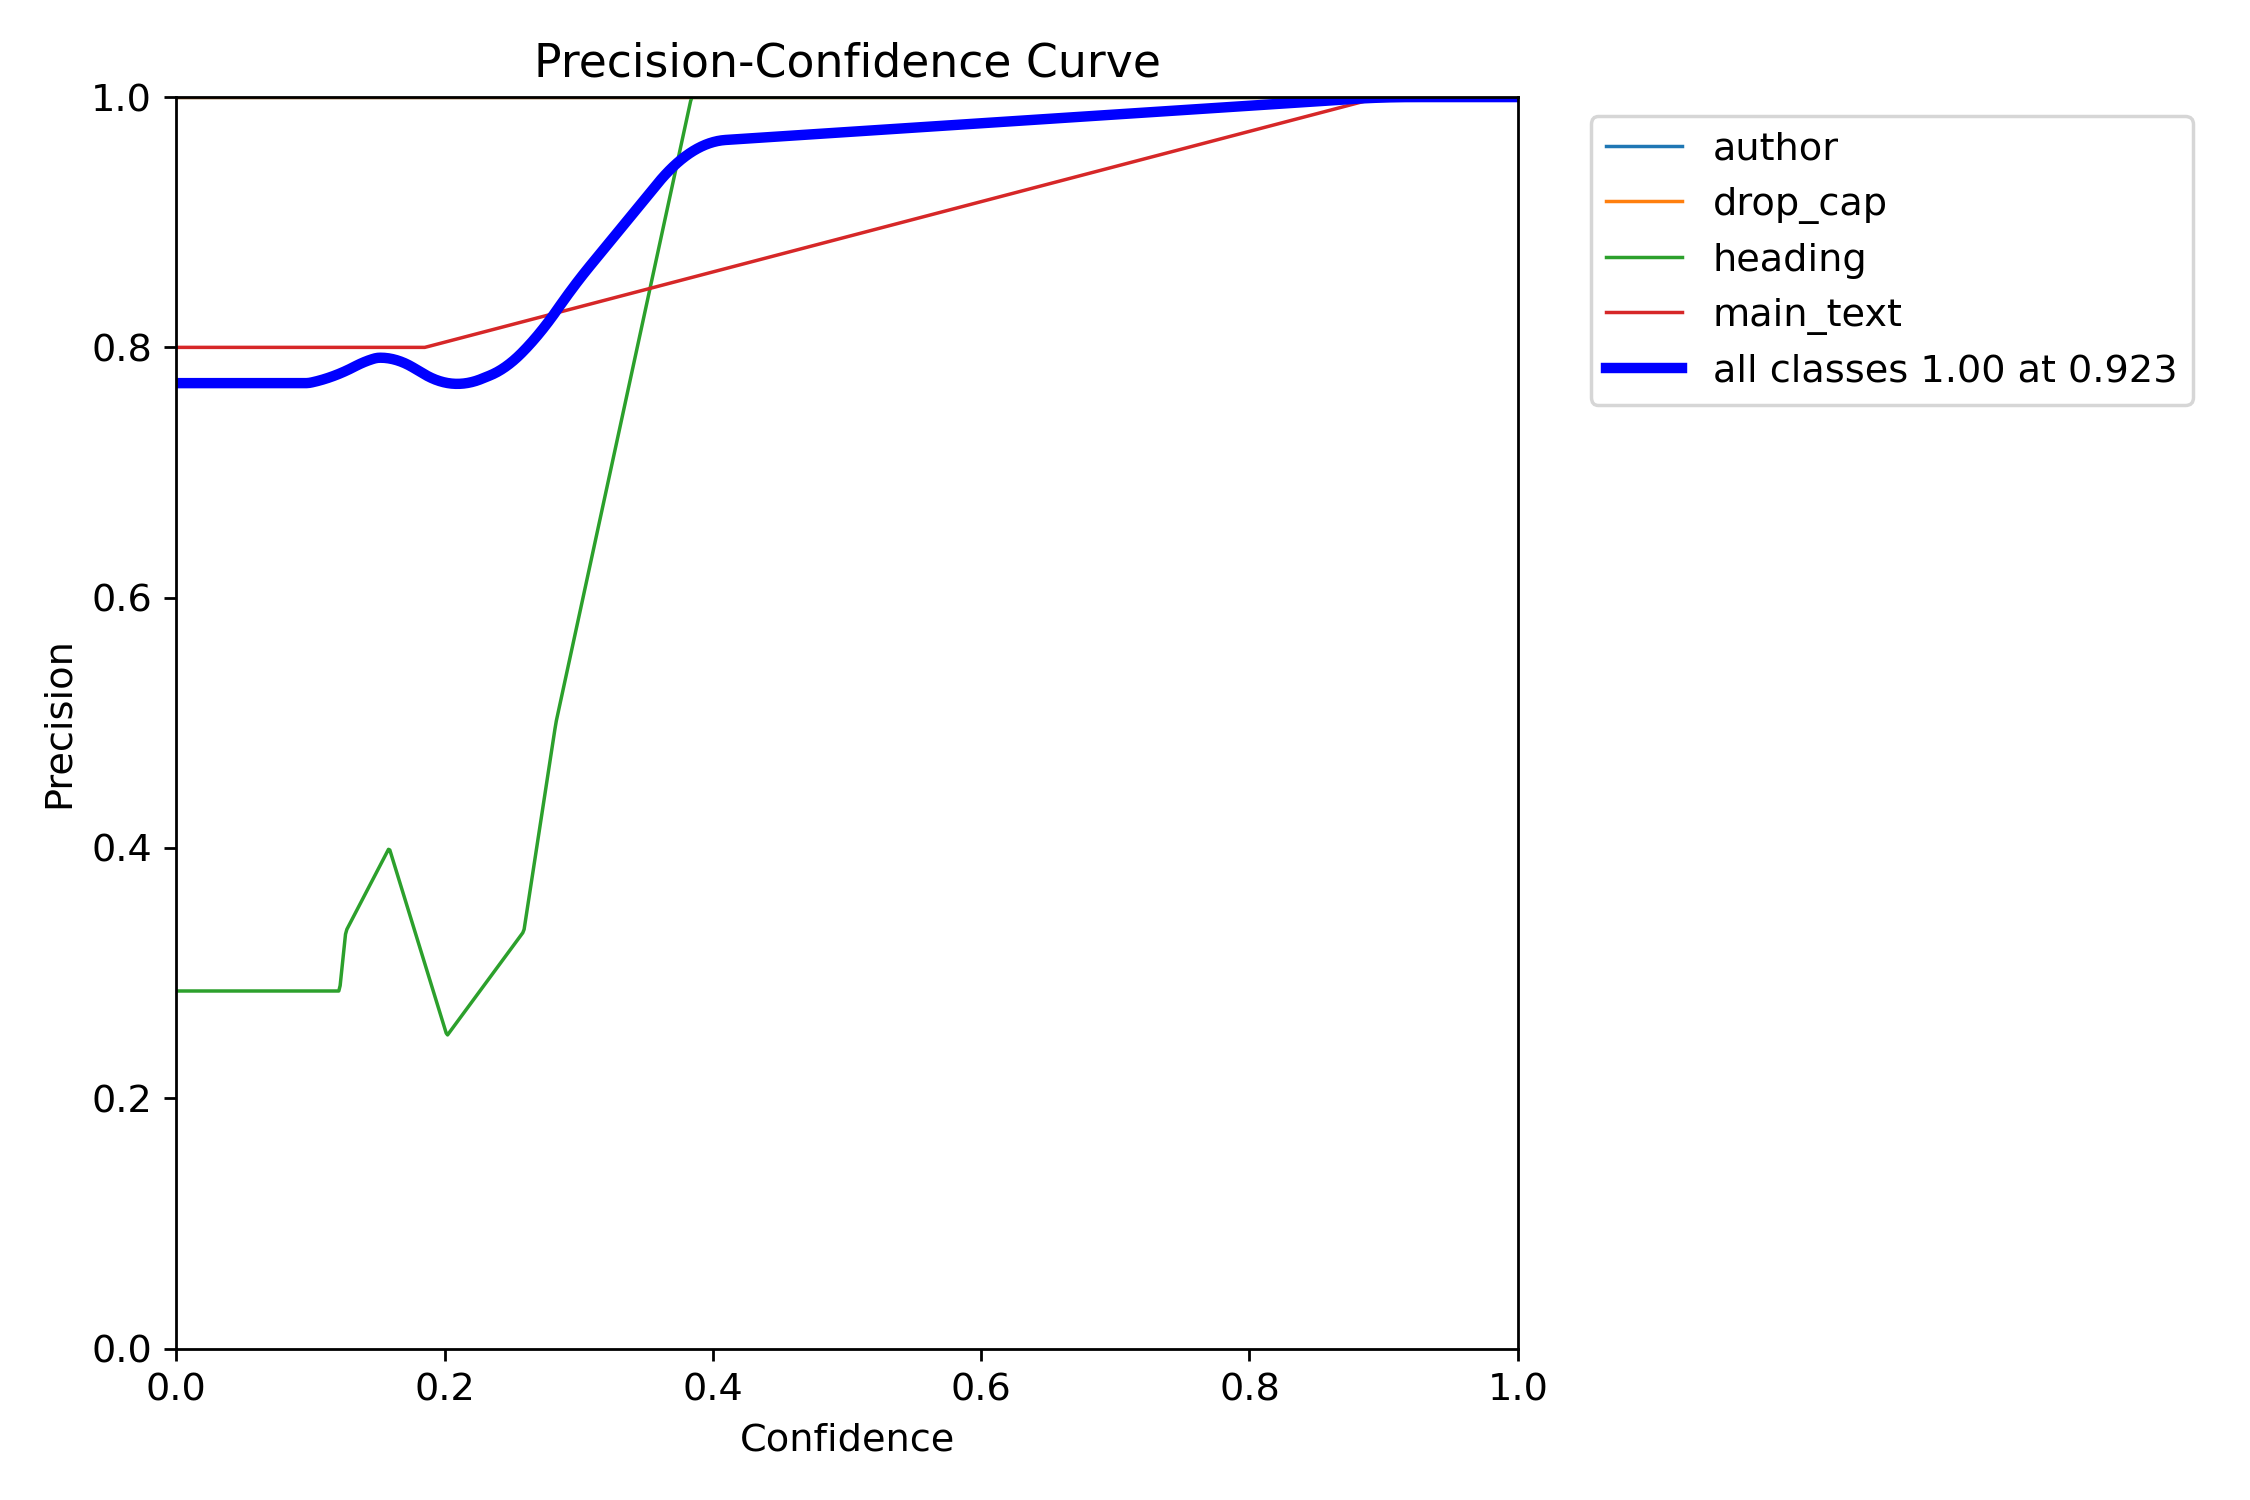 Precision-Confidence Curve
1.0
0.8
0.6
0.4
0.2
0.0
Precision
0.0 0.2 0.4 0.6 0.8 1.0
Confidence
author
drop_cap
heading
main_text
all classes 1.00 at 0.923